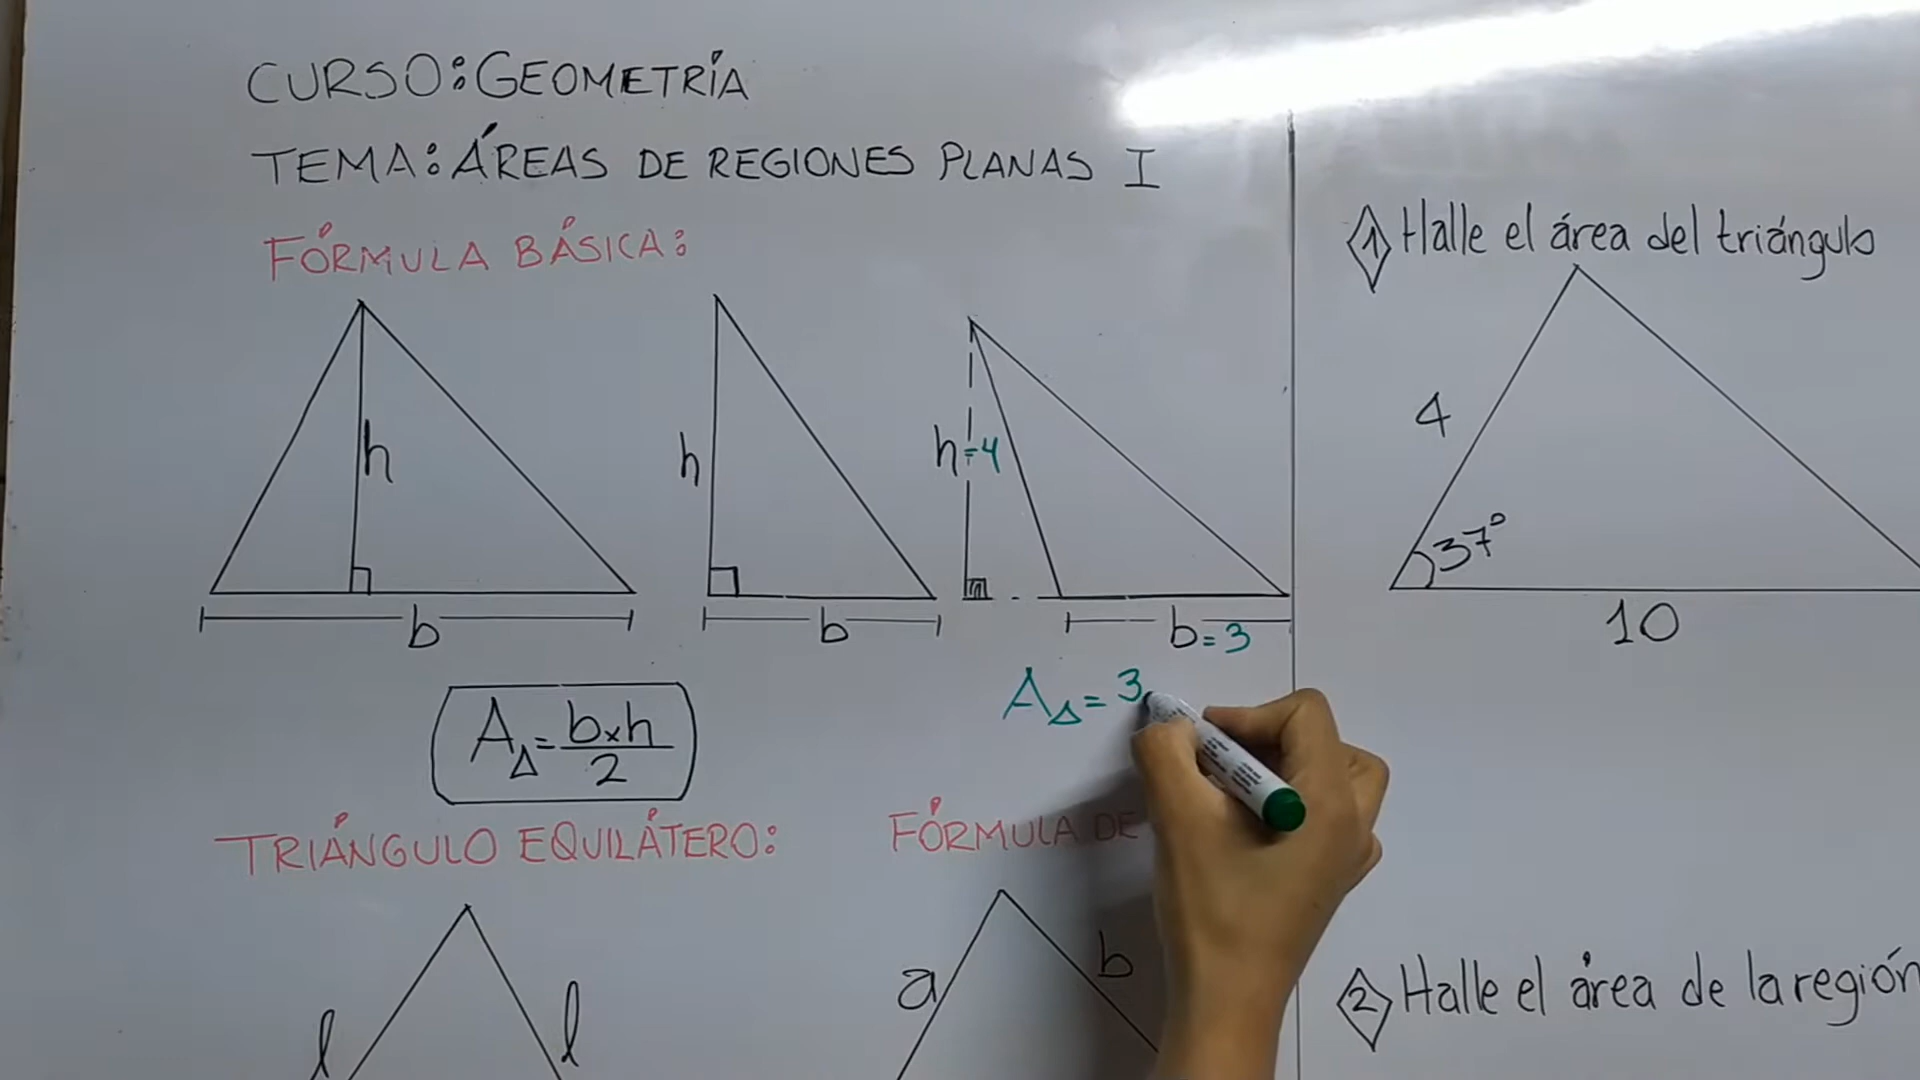 CURSO: GEOMETRÍA
TEMA: ÁREAS DE REGIONES PLANAS I
FÓRMULA BÁSICA:
h
b
h
b
h=4
b=3
A△=b×h/2
A△=3
TRIÁNGULO EQUILÁTERO:
l
l
FÓRMULA DE
a
b
1 Halle el área del triángulo
4
37°
10
2 Halle el área de la región